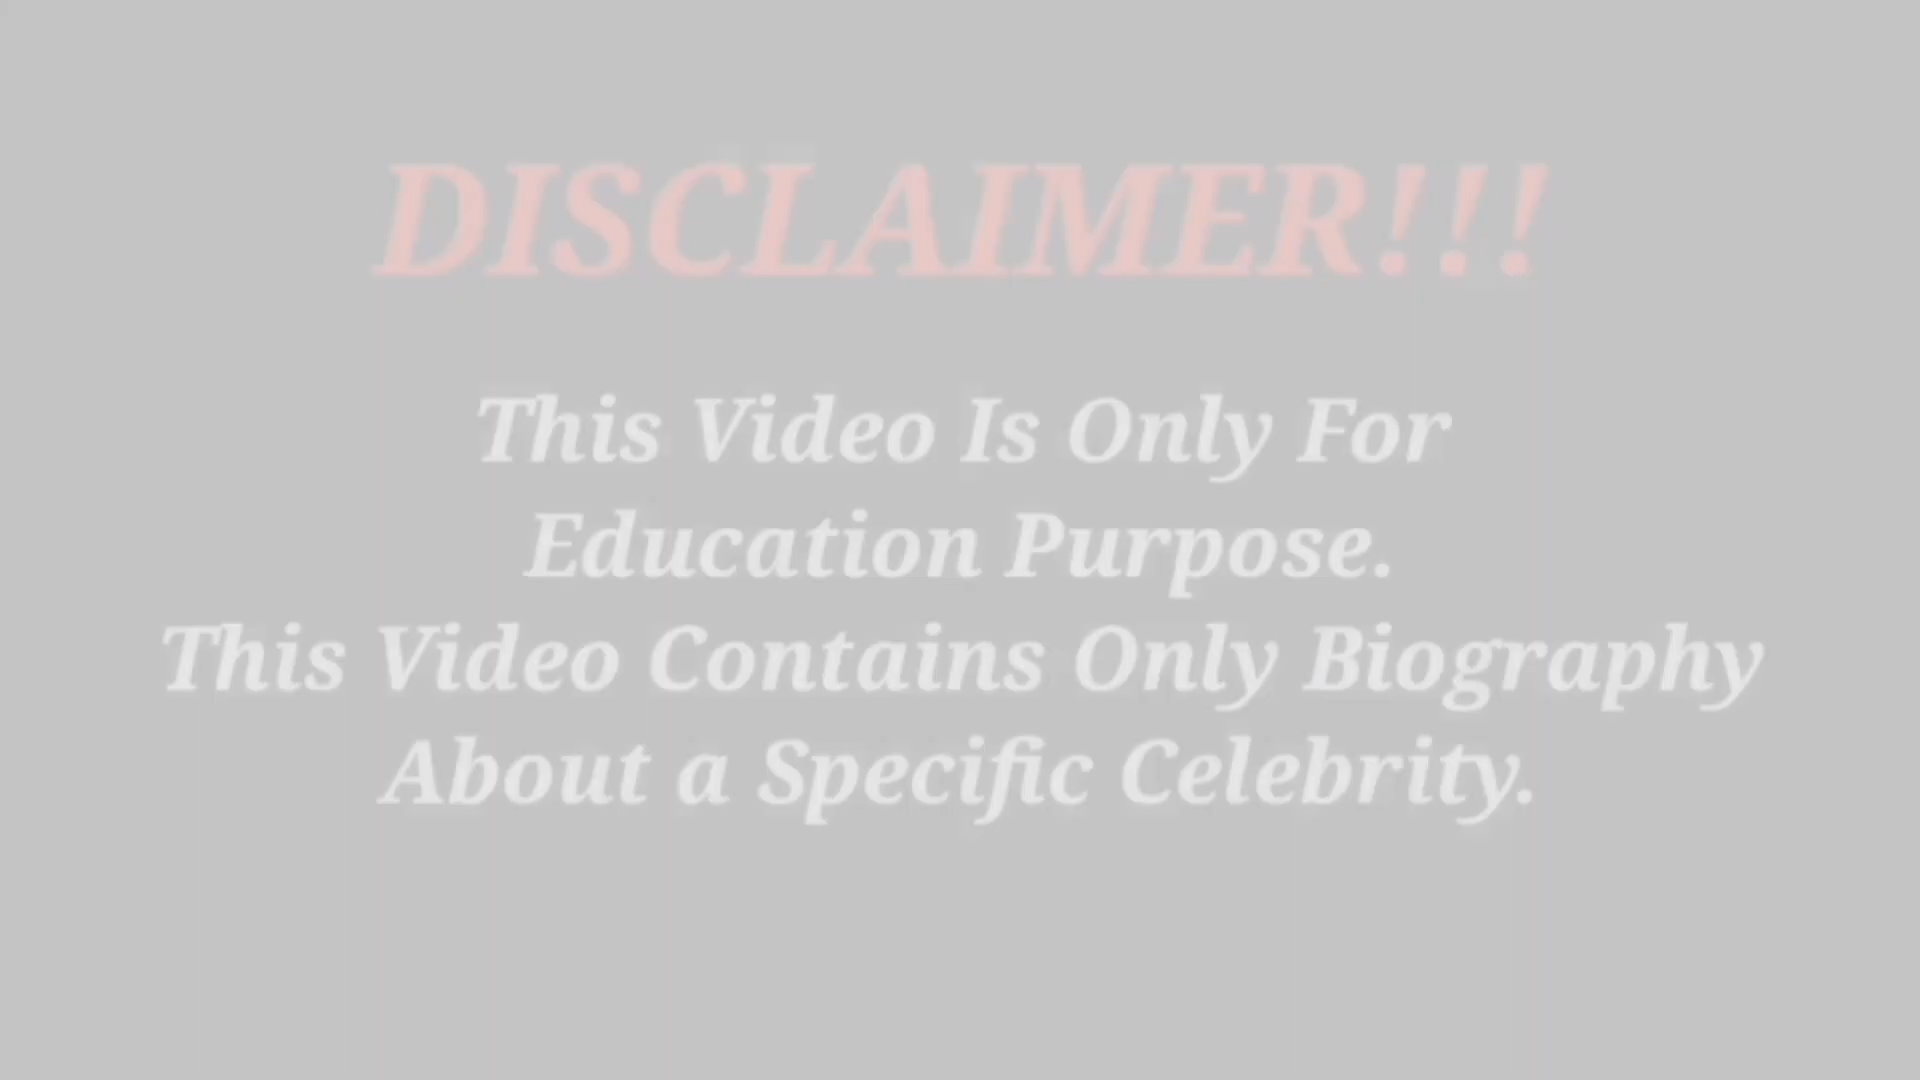 DISCLAIMER!!!
This Video Is Only For
Education Purpose.
This Video Contains Only Biography
About a Specific Celebrity.